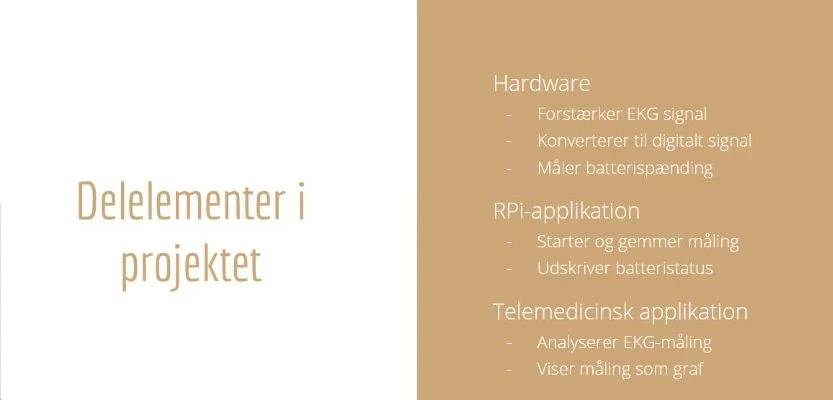 Delelementer i
projektet
Hardware
- Forstærker EKG signal
- Konverterer til digitalt signal
- Måler batterispænding
RPi-applikation
- Starter og gemmer måling
- Udskriver batteristatus
Telemedicinsk applikation
- Analyserer EKG-måling
- Viser måling som graf